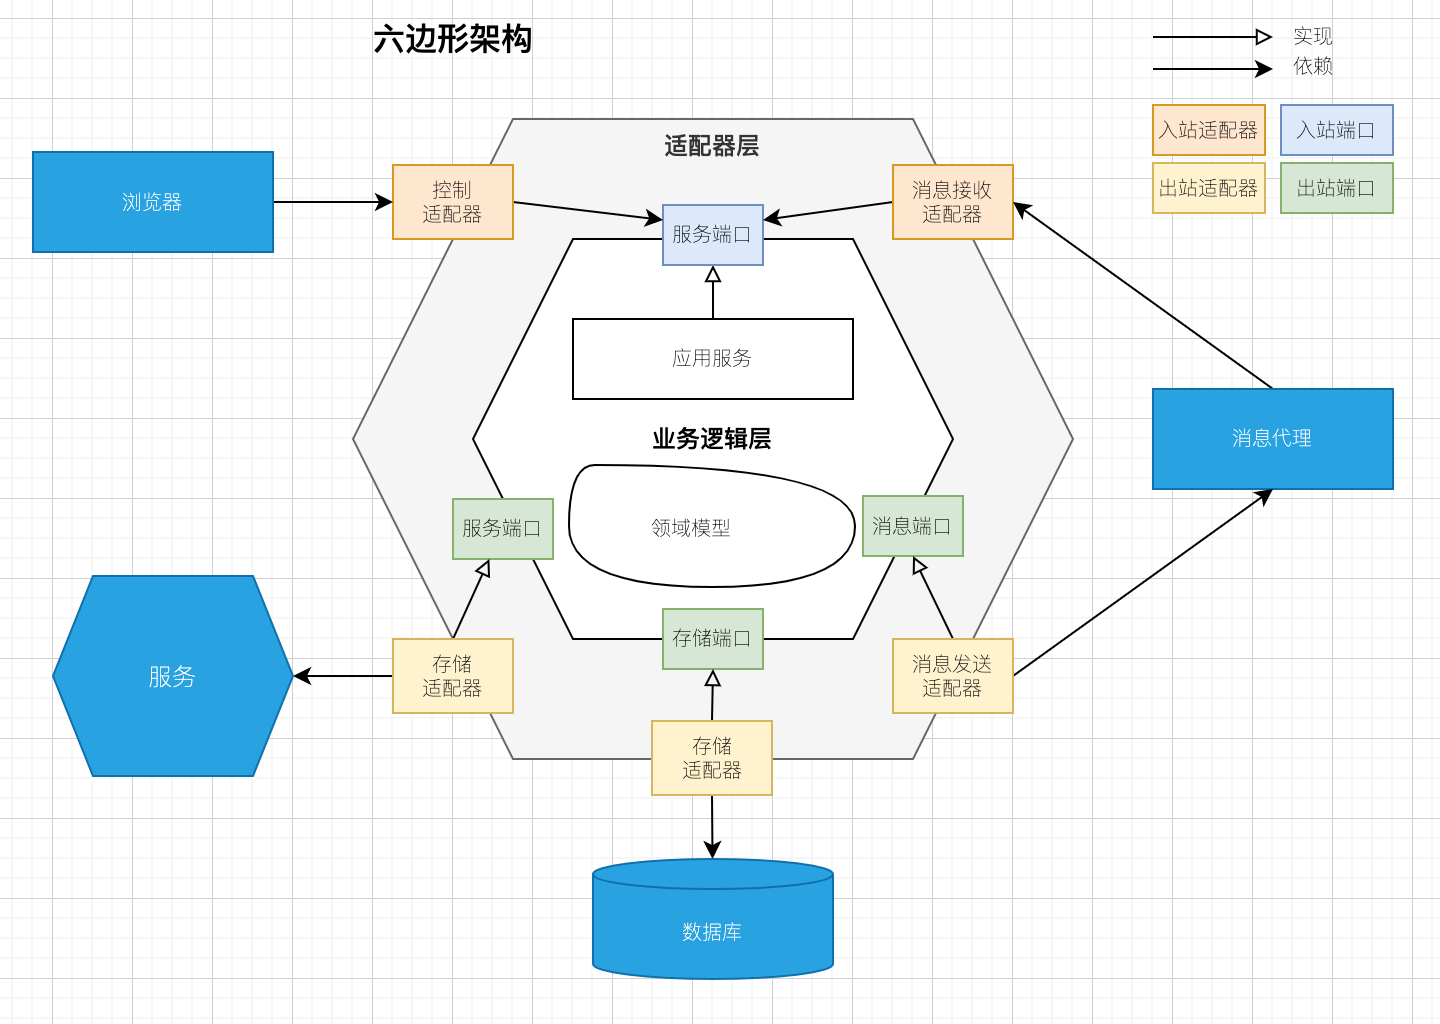 六边形架构
实现
依赖
入站适配器
入站端口
出站适配器
出站端口
适配器层
浏览器
控制
适配器
服务端口
消息接收
适配器
应用服务
业务逻辑层
消息代理
服务端口
领域模型
消息端口
存储端口
服务
存储
适配器
消息发送
适配器
存储
适配器
数据库